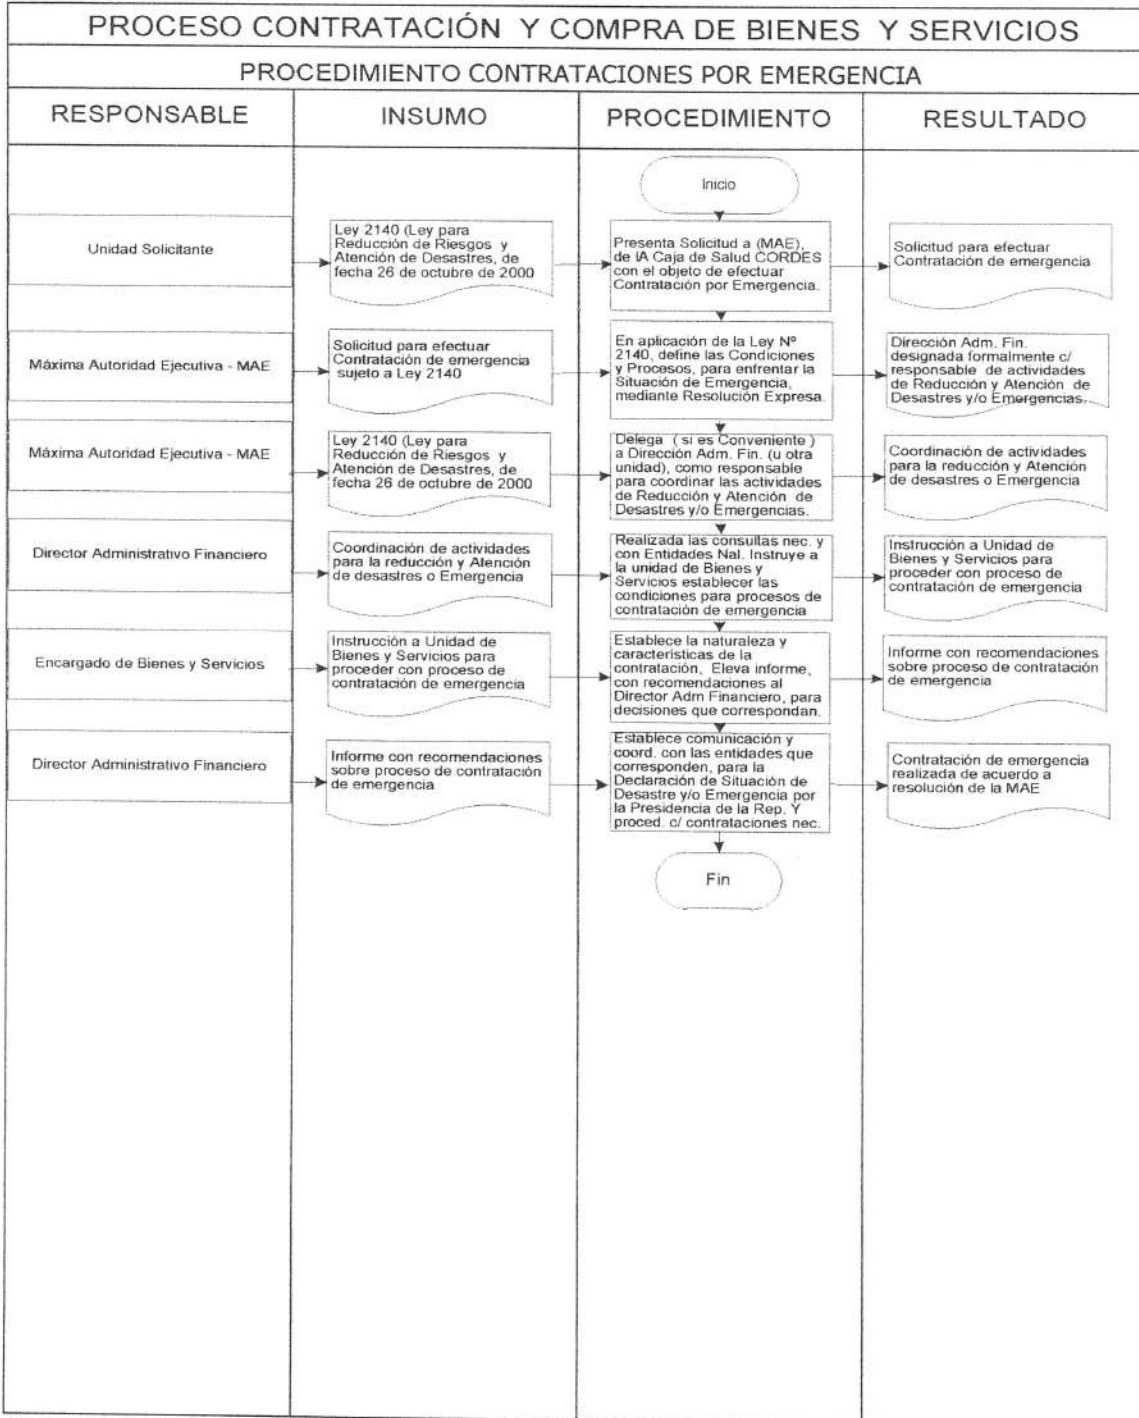 PROCESO CONTRATACIÓN Y COMPRA DE BIENES Y SERVICIOS
PROCEDIMIENTO CONTRATACIONES POR EMERGENCIA
RESPONSABLE
INSUMO
PROCEDIMIENTO
RESULTADO
Inicio
Unidad Solicitante
Ley 2140 (Ley para
Reducción de Riesgos y
Atención de Desastres, de
fecha 26 de octubre de 2000
Presenta Solicitud a (MAE),
de lA Caja de Salud CORDES
con el objeto de efectuar
Contratación por Emergencia.
Solicitud para efectuar
Contratación de emergencia
Máxima Autoridad Ejecutiva - MAE
Solicitud para efectuar
Contratación de emergencia
sujeto a Ley 2140
En aplicación de la Ley Nº
2140, define las Condiciones
y Procesos, para enfrentar la
Situación de Emergencia,
mediante Resolución Expresa.
Dirección Adm. Fin.
designada formalmente c/
responsable de actividades
de Reducción y Atención de
Desastres y/o Emergencias.
Máxima Autoridad Ejecutiva - MAE
Ley 2140 (Ley para
Reducción de Riesgos y
Atención de Desastres, de
fecha 26 de octubre de 2000
Delega ( si es Conveniente )
a Dirección Adm. Fin. (u otra
unidad), como responsable
para coordinar las actividades
de Reducción y Atención de
Desastres y/o Emergencias.
Coordinación de actividades
para la reducción y Atención
de desastres o Emergencia
Director Administrativo Financiero
Coordinación de actividades
para la reducción y Atención
de desastres o Emergencia
Realizada las consultas nec. y
con Entidades Nal. Instruye a
la unidad de Bienes y
Servicios establecer las
condiciones para procesos de
contratación de emergencia
Instrucción a Unidad de
Bienes y Servicios para
proceder con proceso de
contratación de emergencia
Encargado de Bienes y Servicios
Instrucción a Unidad de
Bienes y Servicios para
proceder con proceso de
contratación de emergencia
Establece la naturaleza y
características de la
contratación, Eleva informe,
con recomendaciones al
Director Adm Financiero, para
decisiones que correspondan.
Informe con recomendaciones
sobre proceso de contratación
de emergencia
Director Administrativo Financiero
Informe con recomendaciones
sobre proceso de contratación
de emergencia
Establece comunicación y
coord. con las entidades que
corresponden, para la
Declaración de Situación de
Desastre y/o Emergencia por
la Presidencia de la Rep. Y
proced. c/ contrataciones nec.
Contratación de emergencia
realizada de acuerdo a
resolución de la MAE
Fin